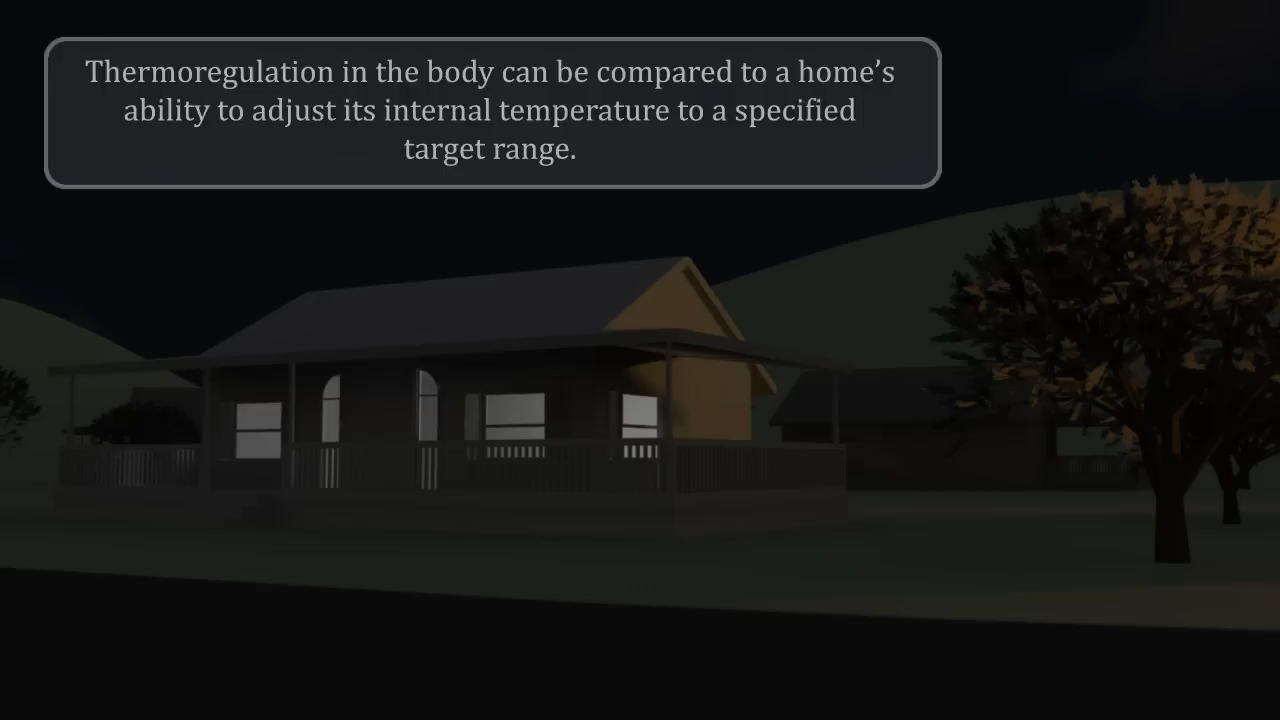 Thermoregulation in the body can be compared to a home’s
ability to adjust its internal temperature to a specified
target range.